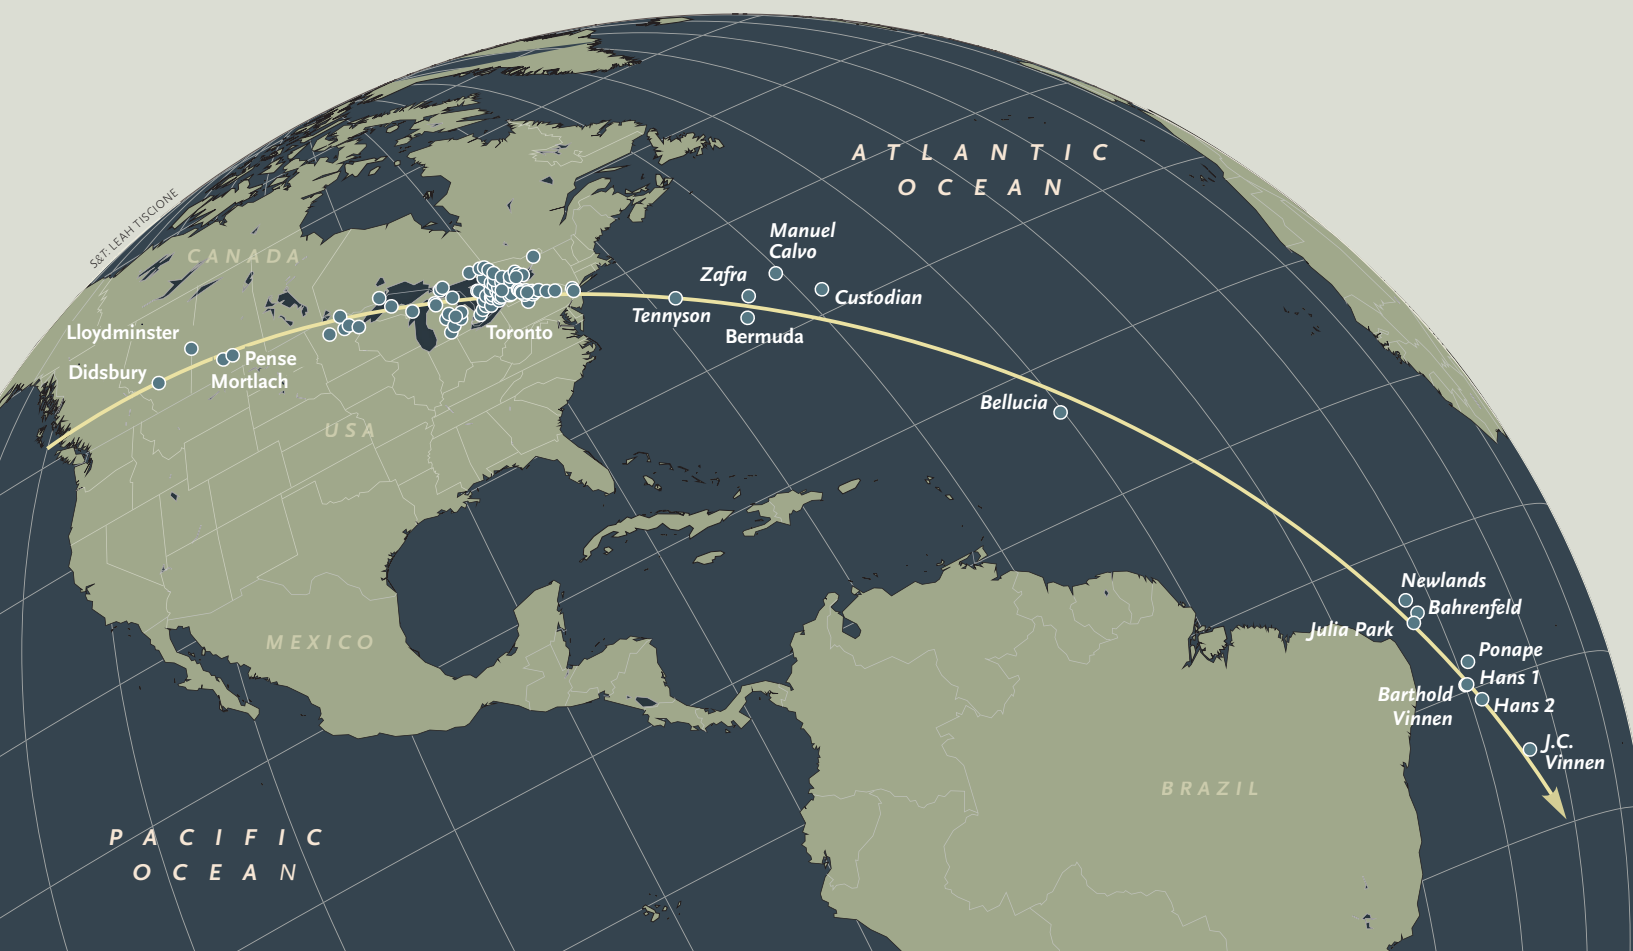 ATLANTIC
OCEAN
S&T: LEAH TISCIONE
CANADA
Manuel
Calvo
Zafra
Custodian
Tennyson
Bermuda
Lloydminster
Toronto
Pense
Didsbury
Mortlach
Bellucia
USA
Newlands
Bahrenfeld
Julia Park
MEXICO
Ponape
Hans 1
Barthold
Vinnen
Hans 2
J.C.
Vinnen
BRAZIL
PACIFIC
OCEAN